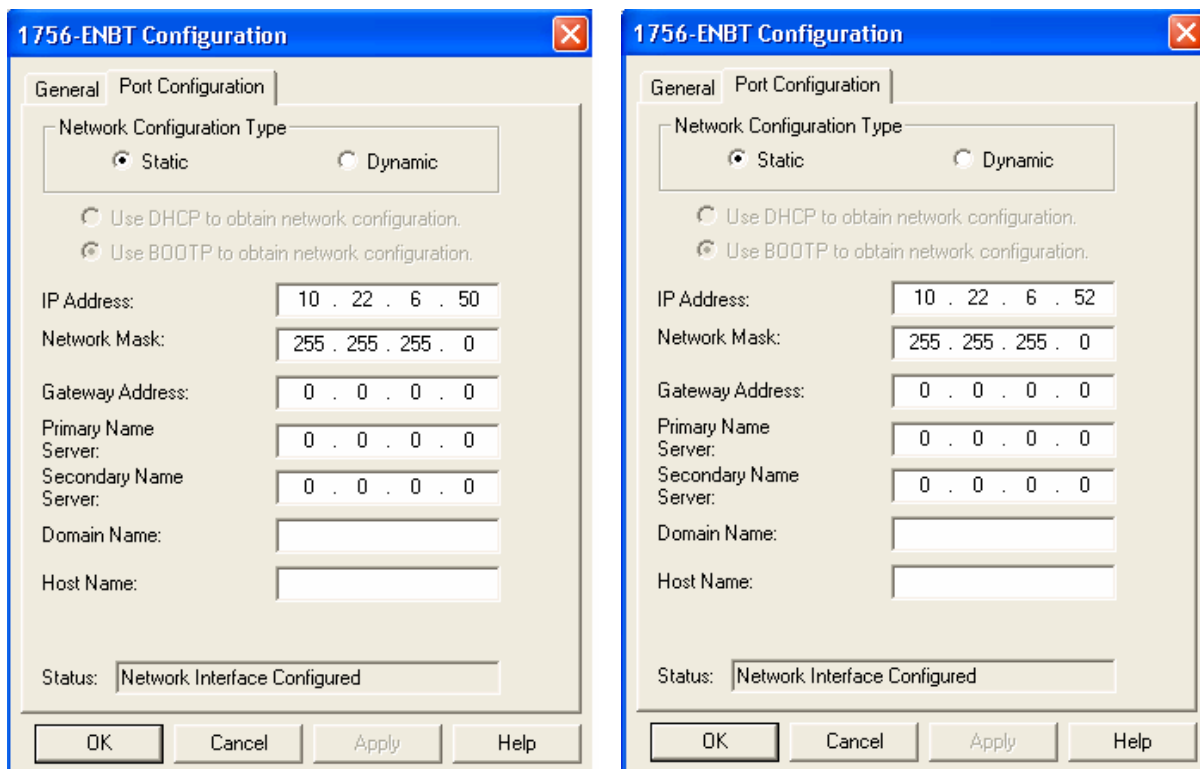 1756-ENBT Configuration
General Port Configuration
Network Configuration Type
Static Dynamic
Use DHCP to obtain network configuration.
Use BOOTP to obtain network configuration.
IP Address: 10 . 22 . 6 . 50
Network Mask: 255 . 255 . 255 . 0
Gateway Address: 0 . 0 . 0 . 0
Primary Name
Server: 0 . 0 . 0 . 0
Secondary Name
Server: 0 . 0 . 0 . 0
Domain Name:
Host Name:
Status: Network Interface Configured
OK Cancel Apply Help
1756-ENBT Configuration
General Port Configuration
Network Configuration Type
Static Dynamic
Use DHCP to obtain network configuration.
Use BOOTP to obtain network configuration.
IP Address: 10 . 22 . 6 . 52
Network Mask: 255 . 255 . 255 . 0
Gateway Address: 0 . 0 . 0 . 0
Primary Name
Server: 0 . 0 . 0 . 0
Secondary Name
Server: 0 . 0 . 0 . 0
Domain Name:
Host Name:
Status: Network Interface Configured
OK Cancel Apply Help